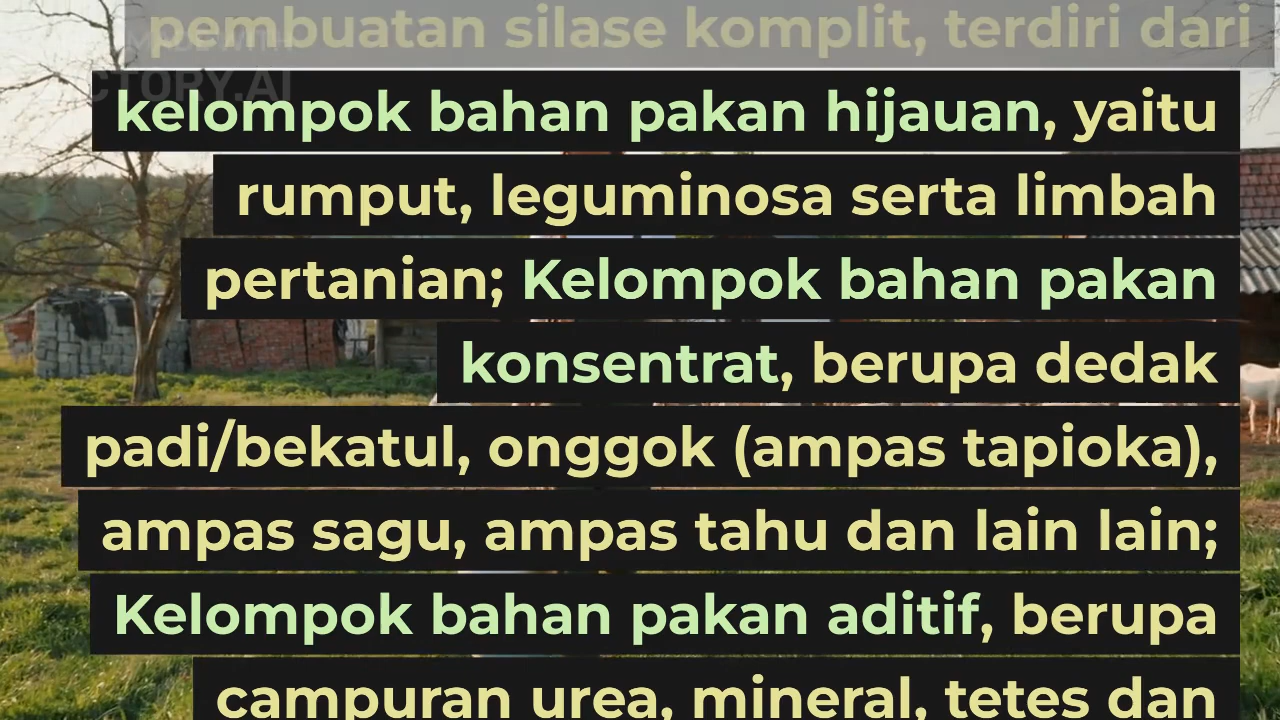 pembuatan silase komplit, terdiri dari
CTORY.AI
kelompok bahan pakan hijauan, yaitu
rumput, leguminosa serta limbah
pertanian; Kelompok bahan pakan
konsentrat, berupa dedak
padi/bekatul, onggok (ampas tapioka),
ampas sagu, ampas tahu dan lain lain;
Kelompok bahan pakan aditif, berupa
campuran urea, mineral, tetes dan